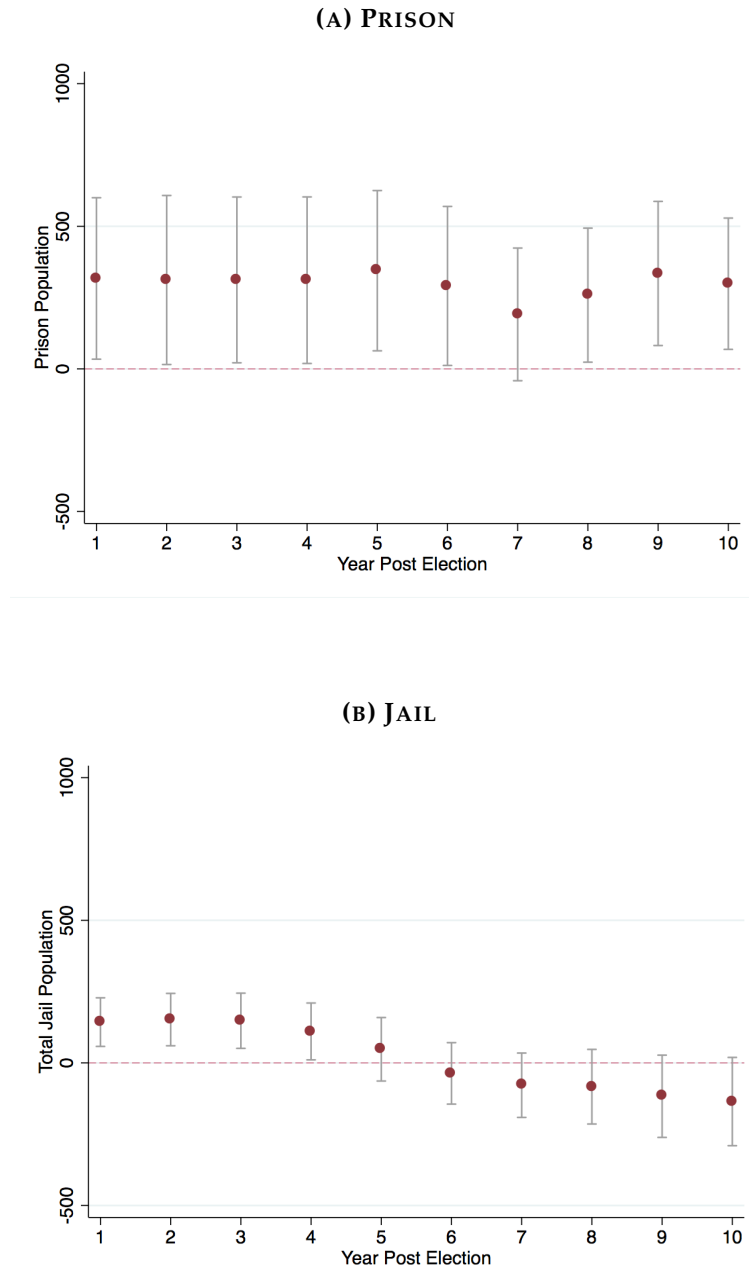 (A) PRISON
Prison Population
1000
500
0
-500
1 2 3 4 5 6 7 8 9 10
Year Post Election
(B) JAIL
Total Jail Population
1000
500
0
-500
1 2 3 4 5 6 7 8 9 10
Year Post Election